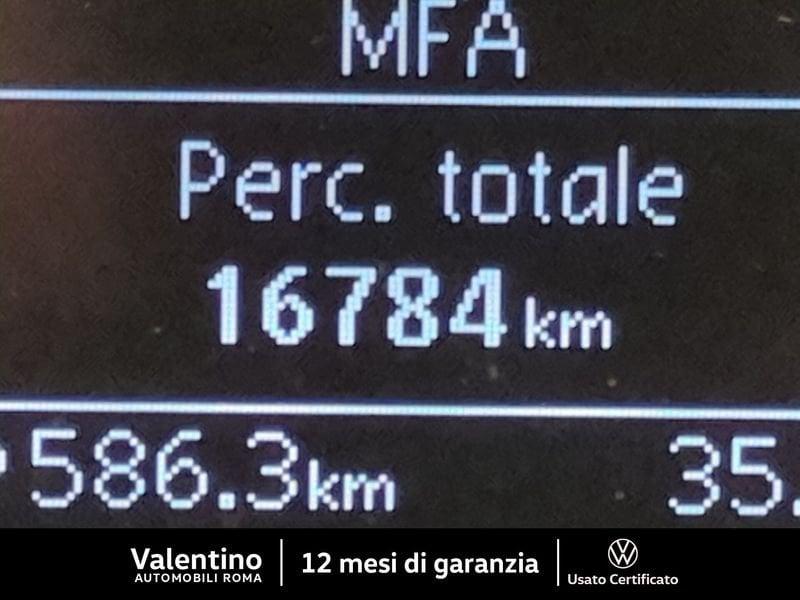 MFA
Perc. totale
16784 km
586.3 km 35.
Valentino
AUTOMOBILI ROMA
12 mesi di garanzia
Usato Certificato